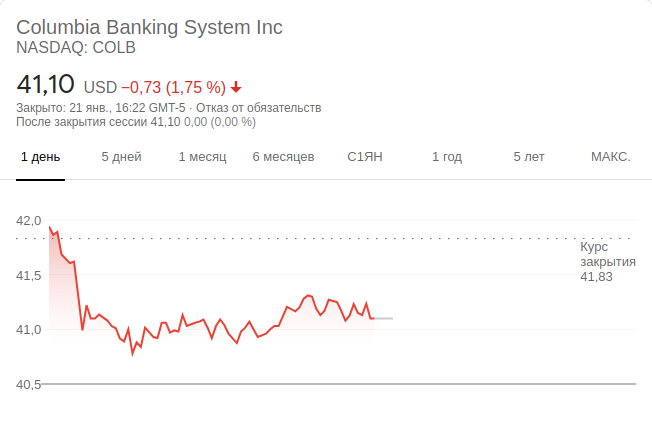 Columbia Banking System Inc
NASDAQ: COLB
41,10 USD −0,73 (1,75 %)
Закрыто: 21 янв., 16:22 GMT-5 · Отказ от обязательств
После закрытия сессии 41,10 0,00 (0,00 %)
1 день 5 дней 1 месяц 6 месяцев С1ЯН 1 год 5 лет МАКС.
42,0
Курс
закрытия
41,83
41,5
41,0
40,5